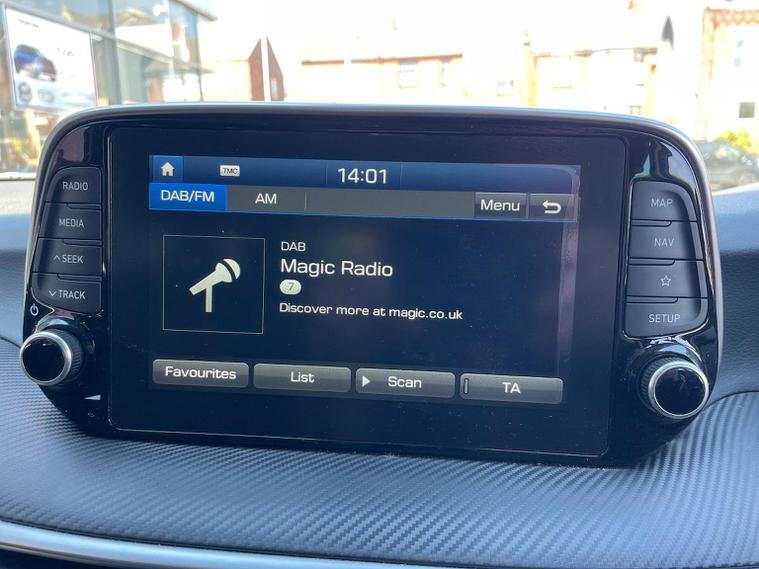 TMC
14:01
DAB/FM
AM
Menu
DAB
Magic Radio
7
Discover more at magic.co.uk
Favourites
List
Scan
TA
RADIO
MEDIA
SEEK
TRACK
MAP
NAV
SETUP